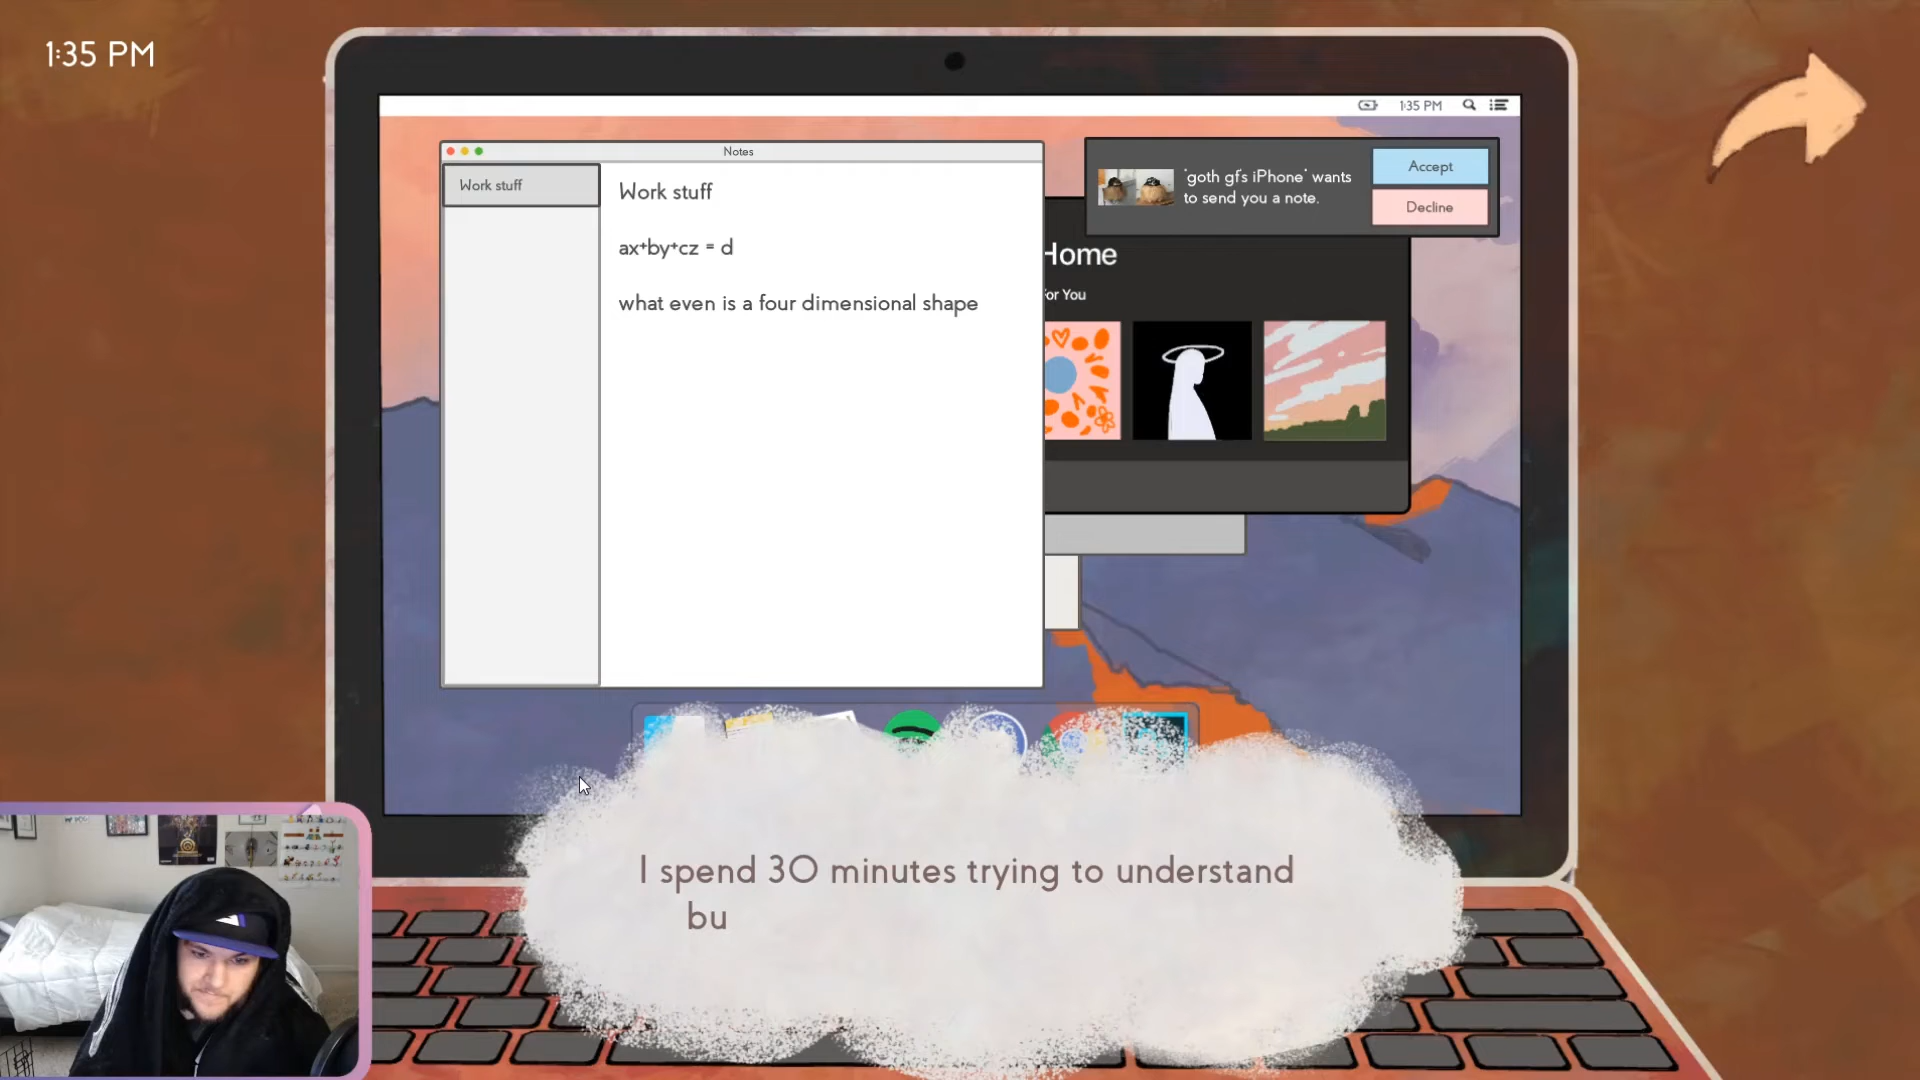 1:35 PM
1:35 PM
Notes
Work stuff
Work stuff
ax+by+cz = d
what even is a four dimensional shape
"goth gf's iPhone" wants
to send you a note.
Accept
Decline
Home
For You
I spend 30 minutes trying to understand
bu